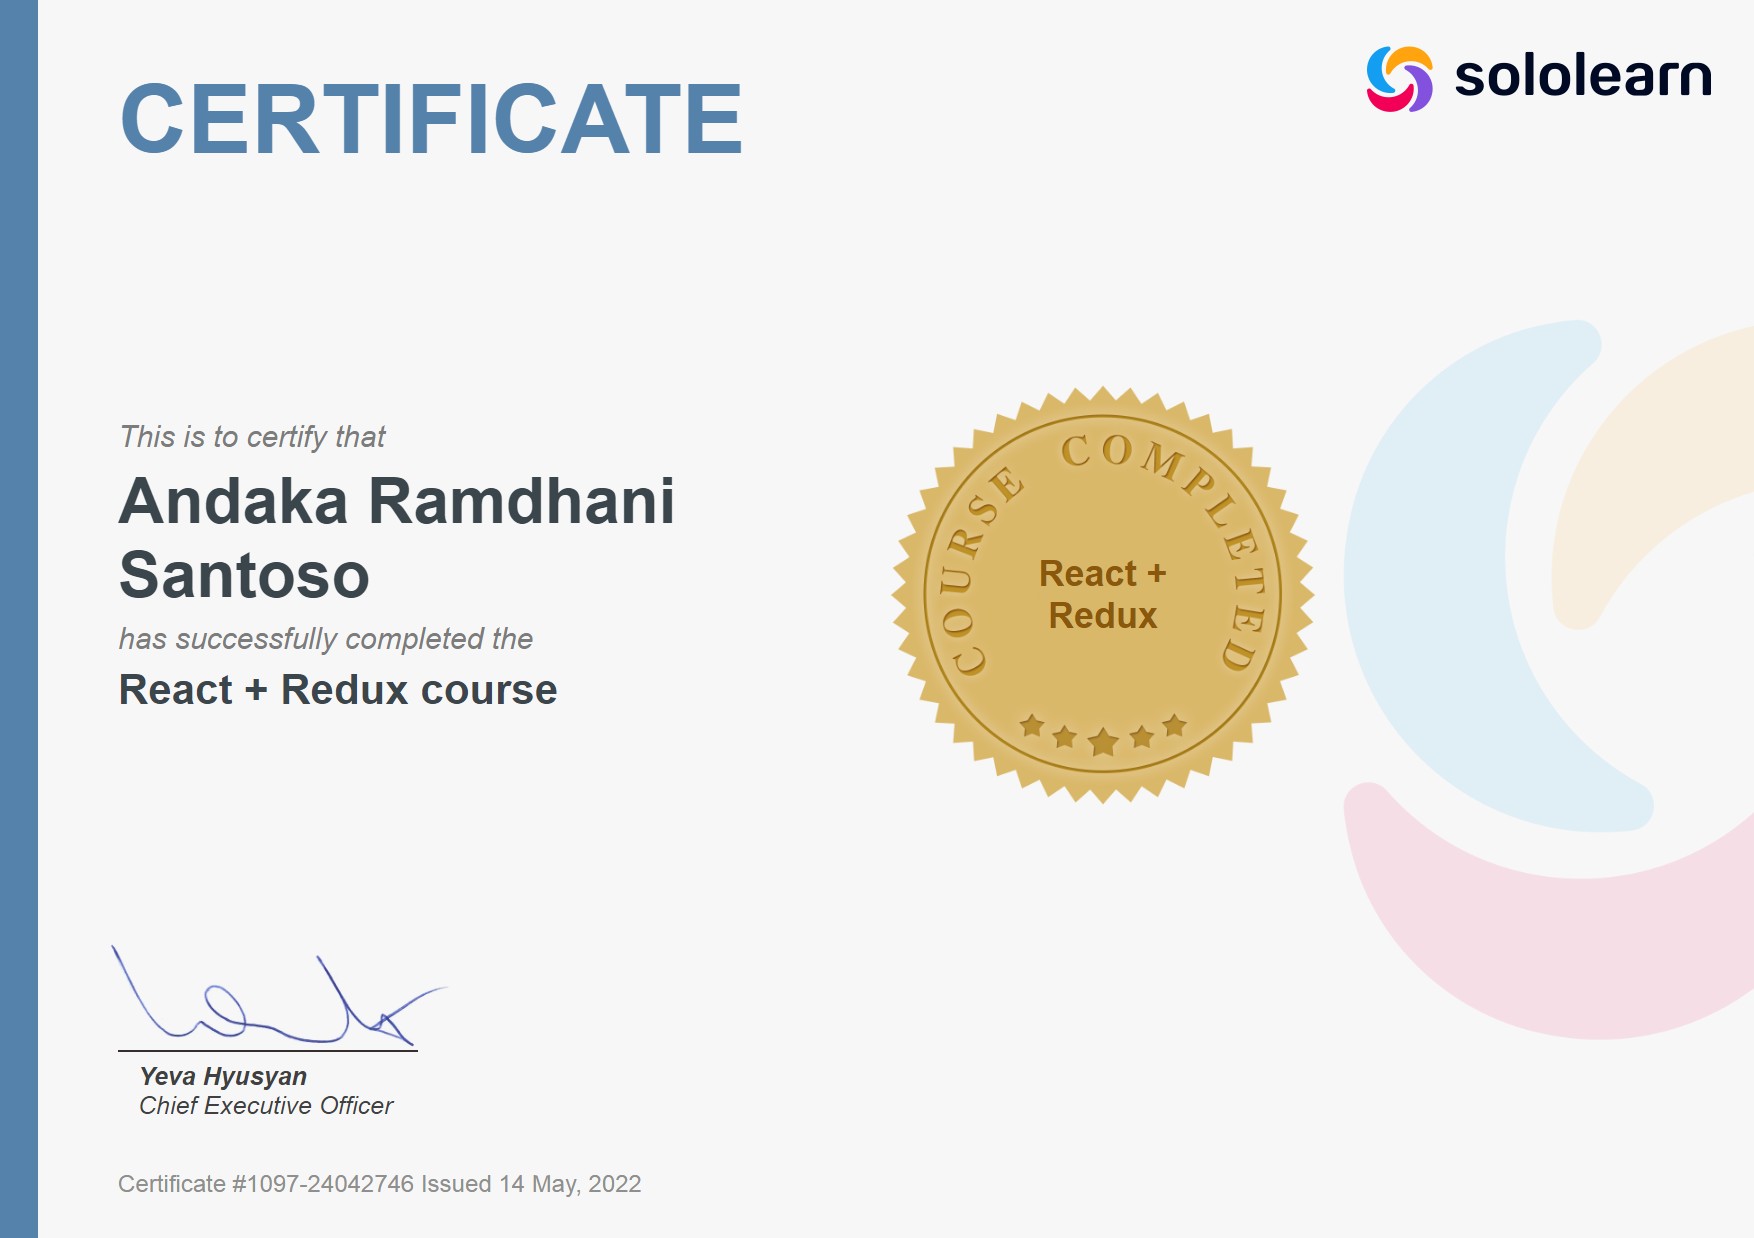 CERTIFICATE
sololearn
This is to certify that
Andaka Ramdhani
Santoso
has successfully completed the
React + Redux course
COURSE COMPLETED
React +
Redux
Yeva Hyusyan
Chief Executive Officer
Certificate #1097-24042746 Issued 14 May, 2022